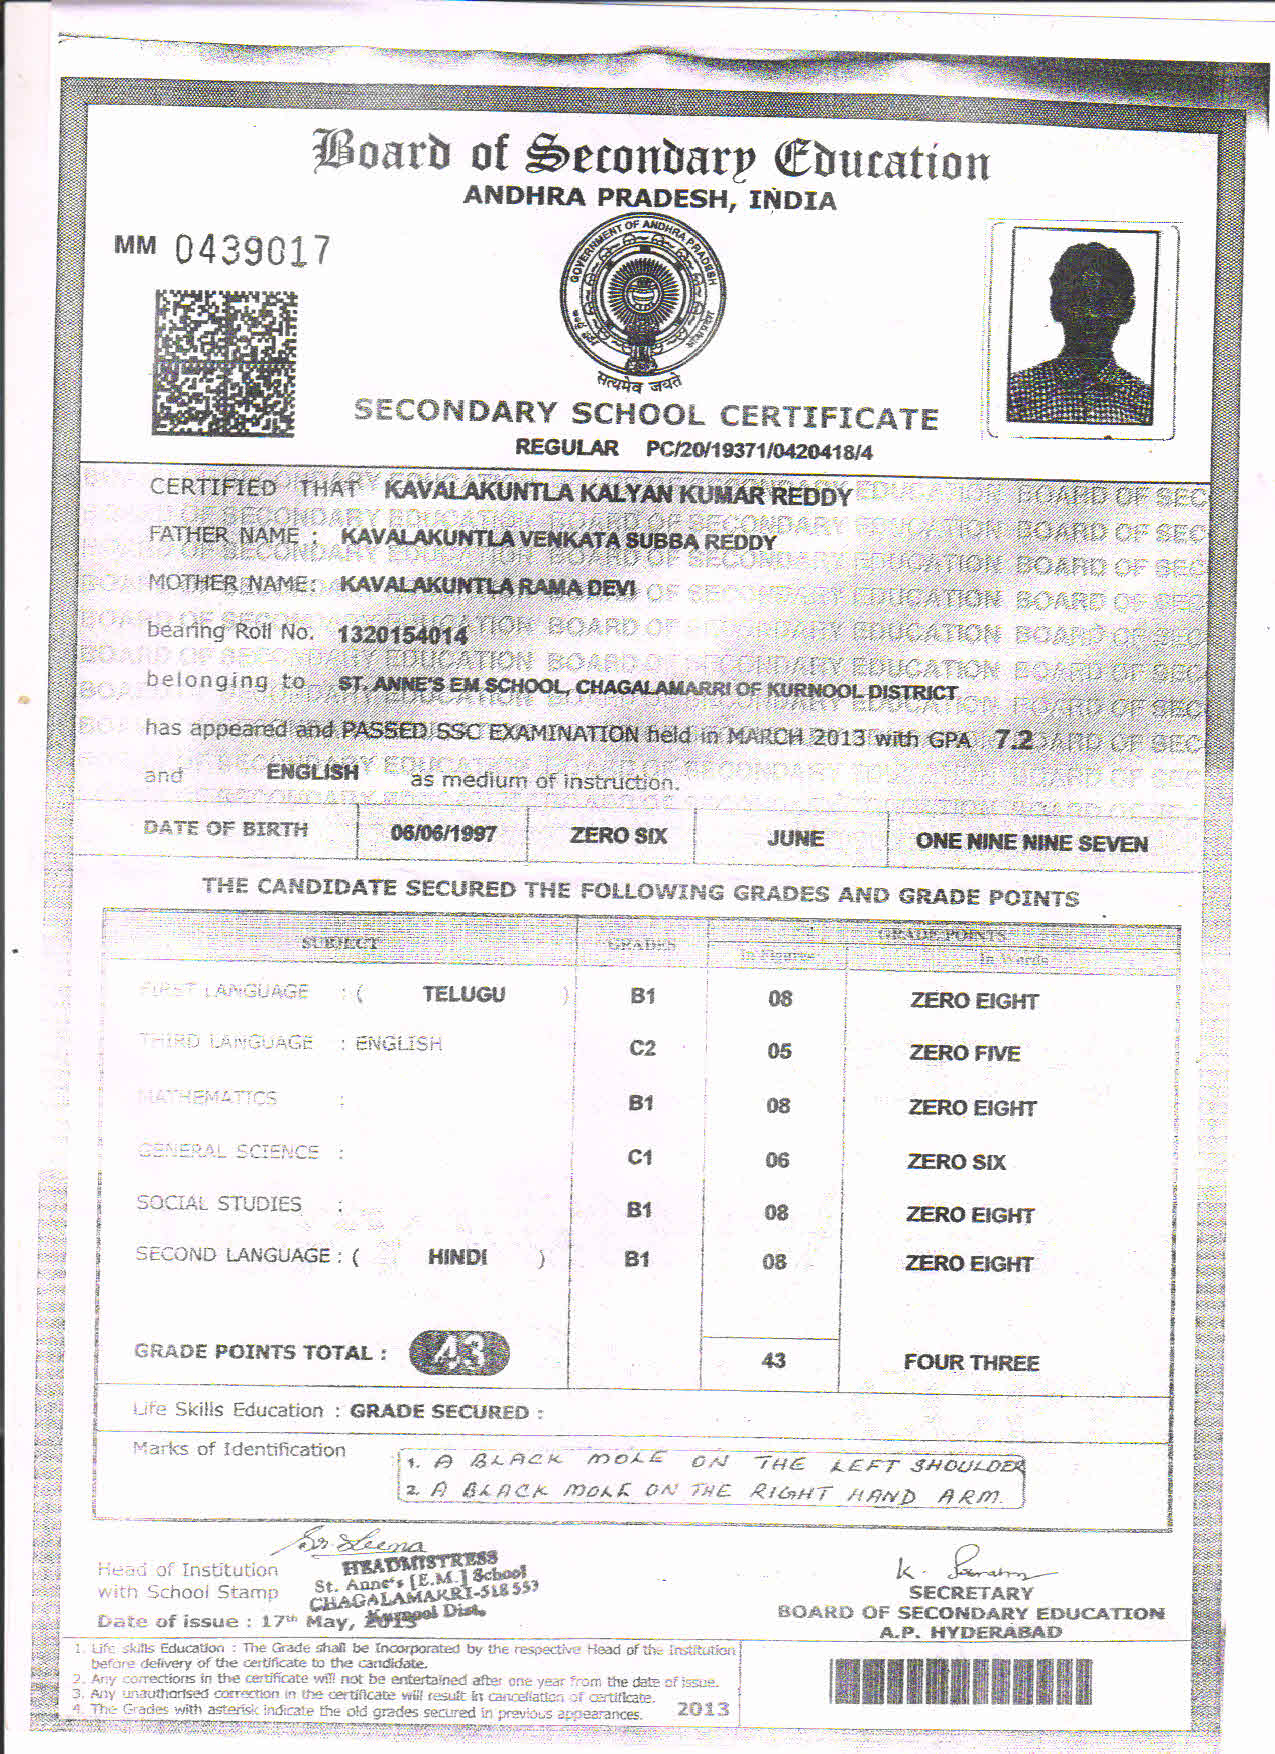 Board of Secondary Education
ANDHRA PRADESH, INDIA
MM 0439017
GOVERNMENT OF ANDHRA PRADESH
सत्यमेव जयते
SECONDARY SCHOOL CERTIFICATE
REGULAR PC/20/19371/0420418/4
CERTIFIED THAT KAVALAKUNTLA KALYAN KUMAR REDDY
FATHER NAME : KAVALAKUNTLA VENKATA SUBBA REDDY
MOTHER NAME: KAVALAKUNTLA RAMA DEVI
bearing Roll No. 1320154014
belonging to ST. ANNE'S EM SCHOOL, CHAGALAMARRI OF KURNOOL DISTRICT
has appeared and PASSED SSC EXAMINATION held in MARCH 2013 with GPA 7.2
and ENGLISH as medium of instruction.
DATE OF BIRTH 06/06/1997 ZERO SIX JUNE ONE NINE NINE SEVEN
THE CANDIDATE SECURED THE FOLLOWING GRADES AND GRADE POINTS
SUBJECT GRADES GRADE POINTS
In Figures In Words
FIRST LANGUAGE : ( TELUGU ) B1 08 ZERO EIGHT
THIRD LANGUAGE : ENGLISH C2 05 ZERO FIVE
MATHEMATICS : B1 08 ZERO EIGHT
GENERAL SCIENCE : C1 06 ZERO SIX
SOCIAL STUDIES : B1 08 ZERO EIGHT
SECOND LANGUAGE : ( HINDI ) B1 08 ZERO EIGHT
GRADE POINTS TOTAL : 43 43 FOUR THREE
Life Skills Education : GRADE SECURED :
Marks of Identification
1. A BLACK MOLE ON THE LEFT SHOULDER
2. A BLACK MOLE ON THE RIGHT HAND ARM.
Head of Institution
with School Stamp
HEADMISTRESS
St. Anne's [E.M.] School
CHAGALAMARRI-518 553
Kurnool Dist.
Date of issue : 17th May, 2013
SECRETARY
BOARD OF SECONDARY EDUCATION
A.P. HYDERABAD
1. Life skills Education : The Grade shall be Incorporated by the respective Head of the Institution
before delivery of the certificate to the candidate.
2. Any corrections in the certificate will not be entertained after one year from the date of issue.
3. Any unauthorised correction in the certificate will result in cancellation of certificate.
4. The Grades with asterisk indicate the old grades secured in previous appearances.
2013